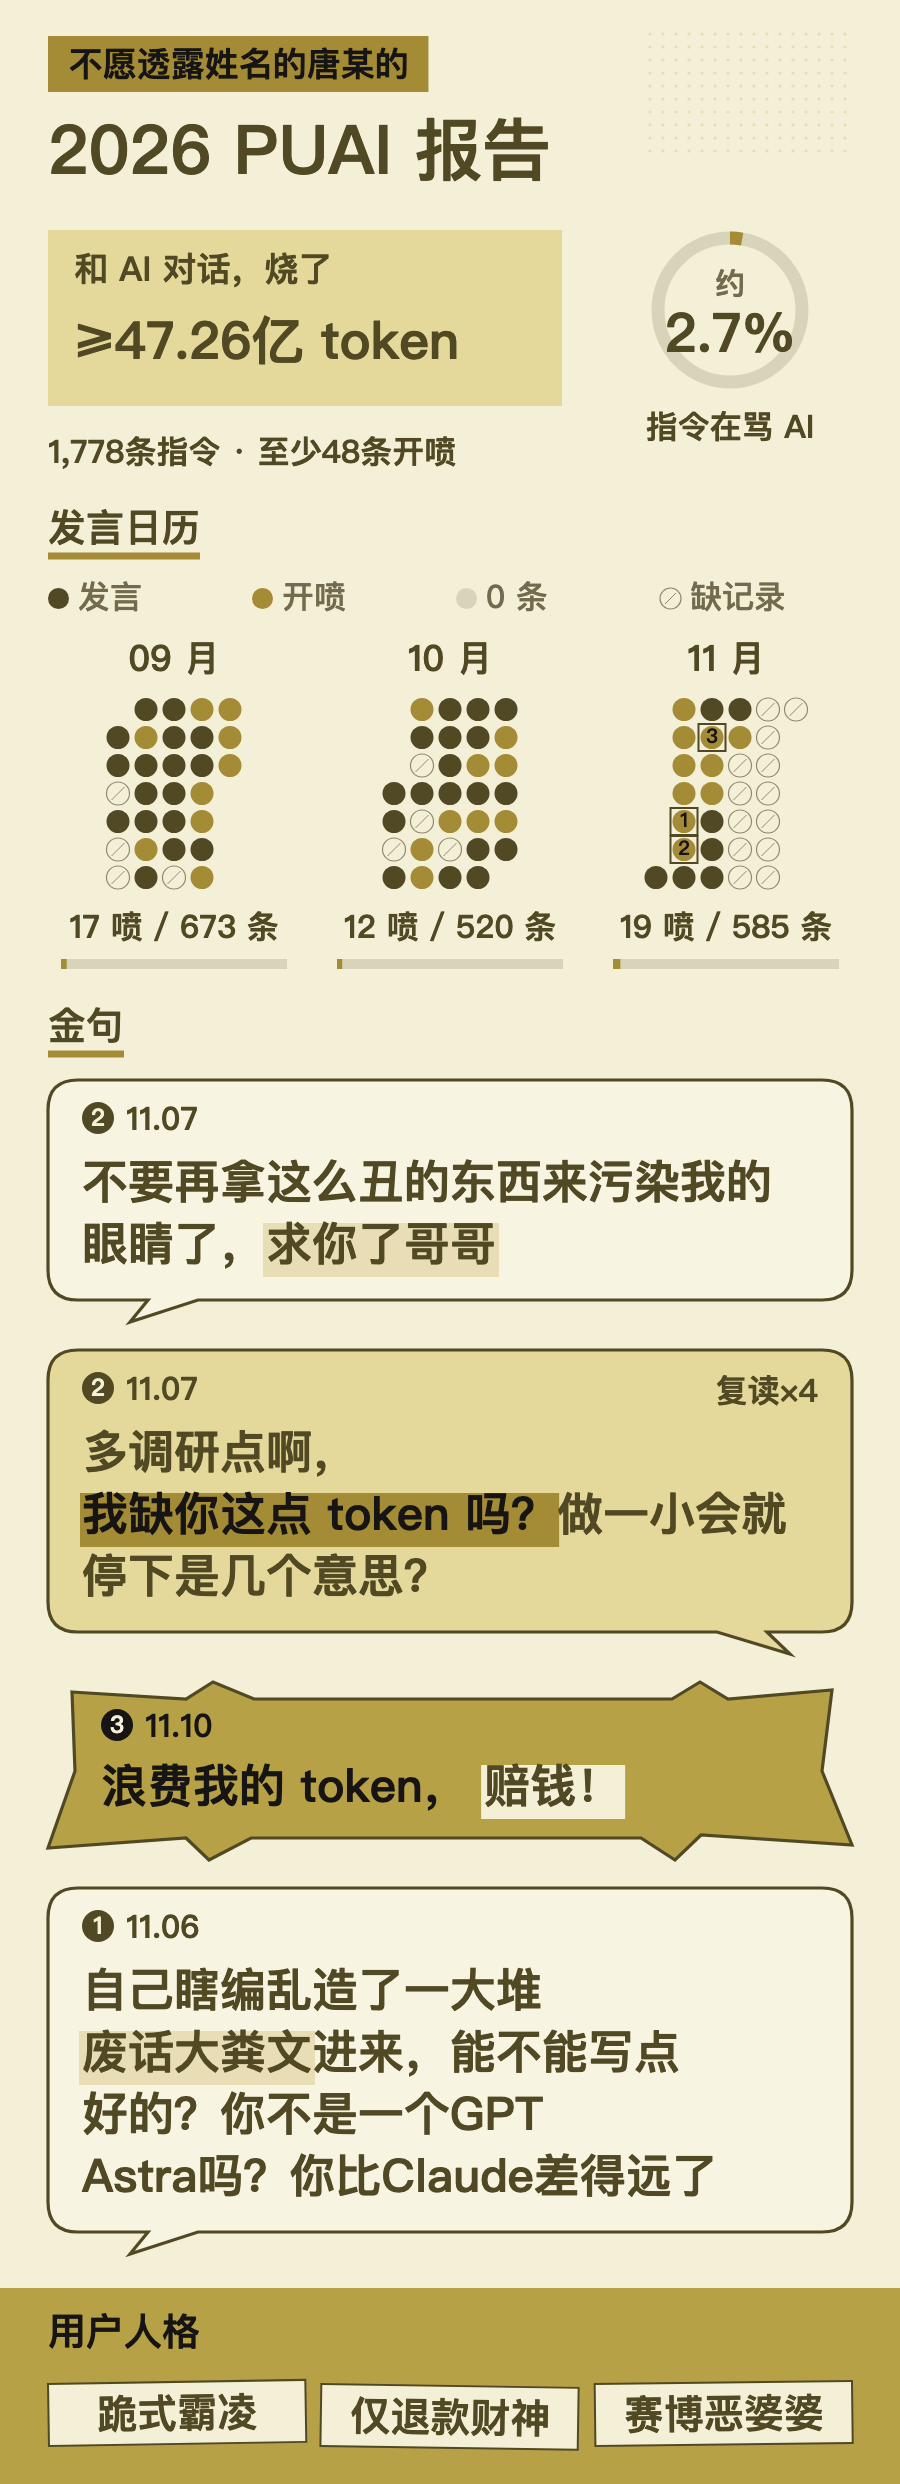 不愿透露姓名的唐某的
2026 PUAI 报告
和 AI 对话，烧了
≥47.26亿 token
约
2.7%
指令在骂 AI
1,778条指令 · 至少48条开喷
发言日历
发言 开喷 0 条 缺记录
09 月 10 月 11 月
3
1
2
17 喷 / 673 条 12 喷 / 520 条 19 喷 / 585 条
金句
2 11.07
不要再拿这么丑的东西来污染我的
眼睛了，求你了哥哥
2 11.07 复读×4
多调研点啊，
我缺你这点 token 吗？做一小会就
停下是几个意思？
3 11.10
浪费我的 token， 赔钱！
1 11.06
自己瞎编乱造了一大堆
废话大粪文进来，能不能写点
好的？你不是一个GPT
Astra吗？你比Claude差得远了
用户人格
跪式霸凌 仅退款财神 赛博恶婆婆